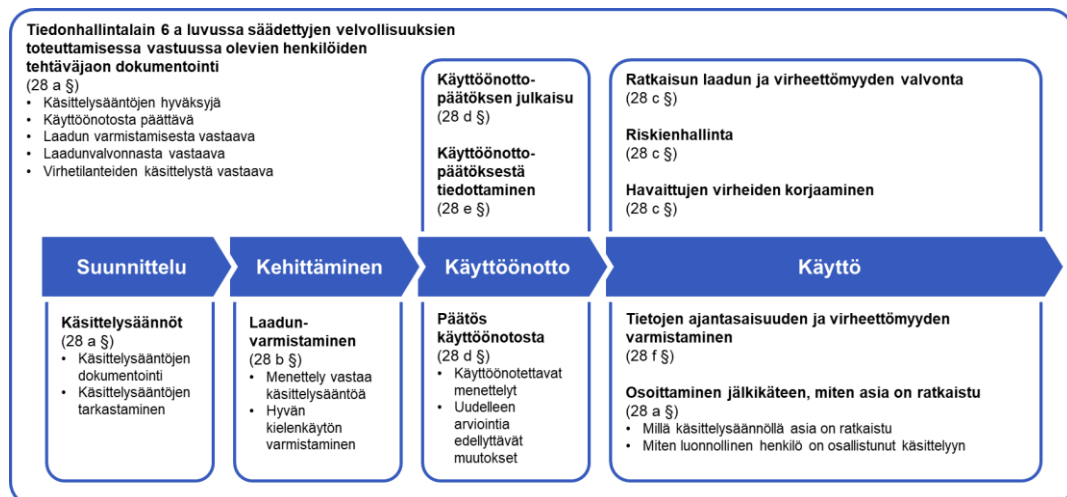 Tiedonhallintalain 6 a luvussa säädettyjen velvollisuuksien
toteuttamisessa vastuussa olevien henkilöiden
tehtäväjaon dokumentointi
(28 a §)
• Käsittelysääntöjen hyväksyjä
• Käyttöönotosta päättävä
• Laadun varmistamisesta vastaava
• Laadunvalvonnasta vastaava
• Virhetilanteiden käsittelystä vastaava
Käyttöönotto-
päätöksen julkaisu
(28 d §)
Käyttöönotto-
päätöksestä
tiedottaminen
(28 e §)
Ratkaisun laadun ja virheettömyyden valvonta
(28 c §)
Riskienhallinta
(28 c §)
Havaittujen virheiden korjaaminen
(28 c §)
Suunnittelu
Kehittäminen
Käyttöönotto
Käyttö
Käsittelysäännöt
(28 a §)
• Käsittelysääntöjen
dokumentointi
• Käsittelysääntöjen
tarkastaminen
Laadun-
varmistaminen
(28 b §)
• Menettely vastaa
käsittelysääntöä
• Hyvän
kielenkäytön
varmistaminen
Päätös
käyttöönotosta
(28 d §)
• Käyttöönotettavat
menettelyt
• Uudelleen
arviointia
edellyttävät
muutokset
Tietojen ajantasaisuuden ja virheettömyyden
varmistaminen
(28 f §)
Osoittaminen jälkikäteen, miten asia on ratkaistu
(28 a §)
• Millä käsittelysäännöllä asia on ratkaistu
• Miten luonnollinen henkilö on osallistunut käsittelyyn